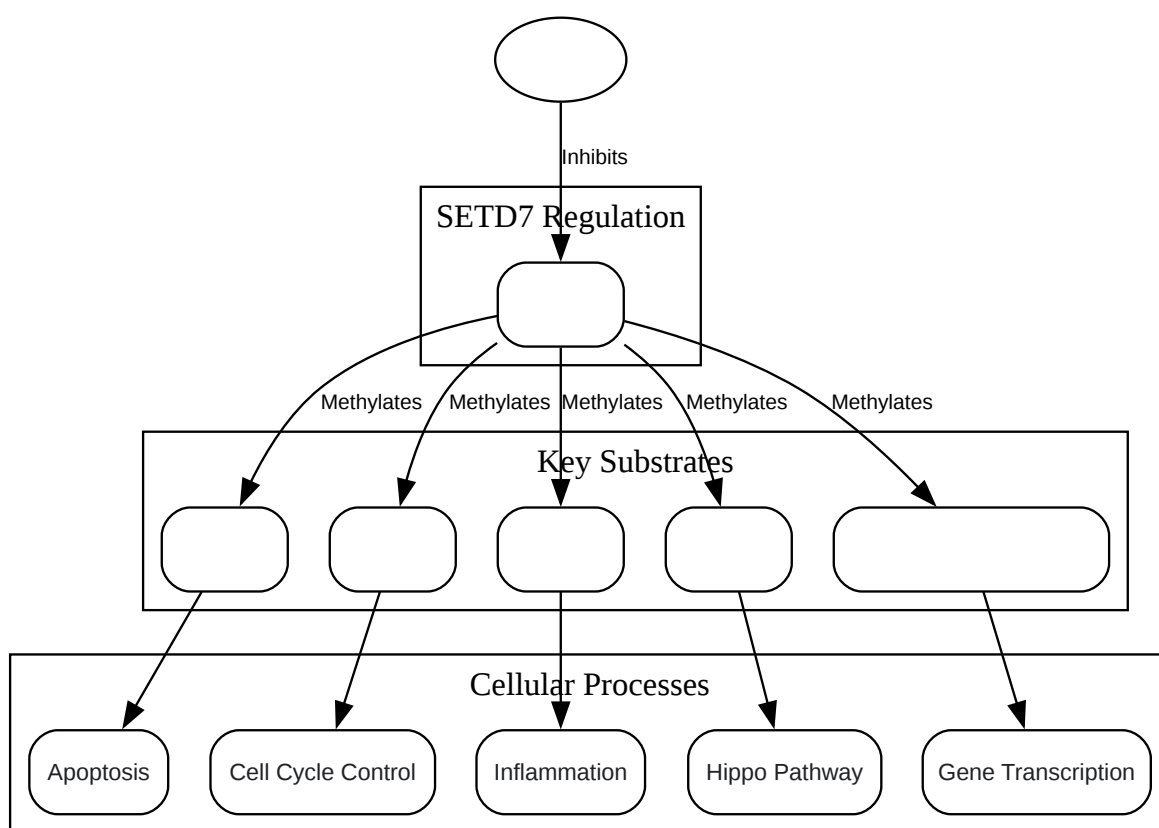 Inhibits
SETD7 Regulation
Methylates Methylates Methylates Methylates Methylates
Key Substrates
Cellular Processes
Apoptosis Cell Cycle Control Inflammation Hippo Pathway Gene Transcription